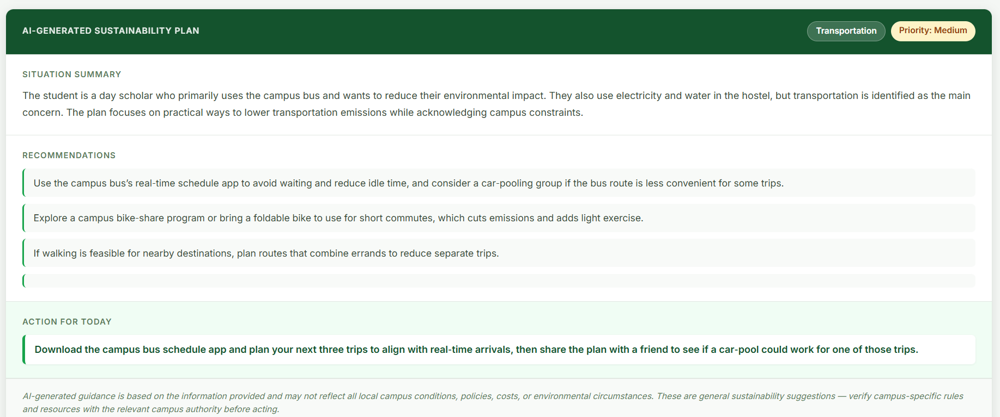 AI-GENERATED SUSTAINABILITY PLAN
Transportation
Priority: Medium
SITUATION SUMMARY
The student is a day scholar who primarily uses the campus bus and wants to reduce their environmental impact. They also use electricity and water in the hostel, but transportation is identified as the main
concern. The plan focuses on practical ways to lower transportation emissions while acknowledging campus constraints.
RECOMMENDATIONS
Use the campus bus’s real-time schedule app to avoid waiting and reduce idle time, and consider a car-pooling group if the bus route is less convenient for some trips.
Explore a campus bike-share program or bring a foldable bike to use for short commutes, which cuts emissions and adds light exercise.
If walking is feasible for nearby destinations, plan routes that combine errands to reduce separate trips.
ACTION FOR TODAY
Download the campus bus schedule app and plan your next three trips to align with real-time arrivals, then share the plan with a friend to see if a car-pool could work for one of those trips.
AI-generated guidance is based on the information provided and may not reflect all local campus conditions, policies, costs, or environmental circumstances. These are general sustainability suggestions — verify campus-specific rules
and resources with the relevant campus authority before acting.